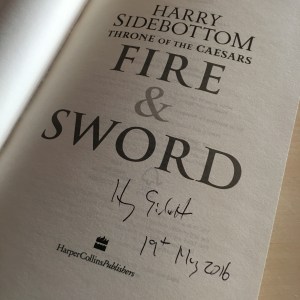 HARRY
SIDEBOTTOM
THRONE OF THE CAESARS
FIRE
&
SWORD
19th May 2016
HarperCollinsPublishers